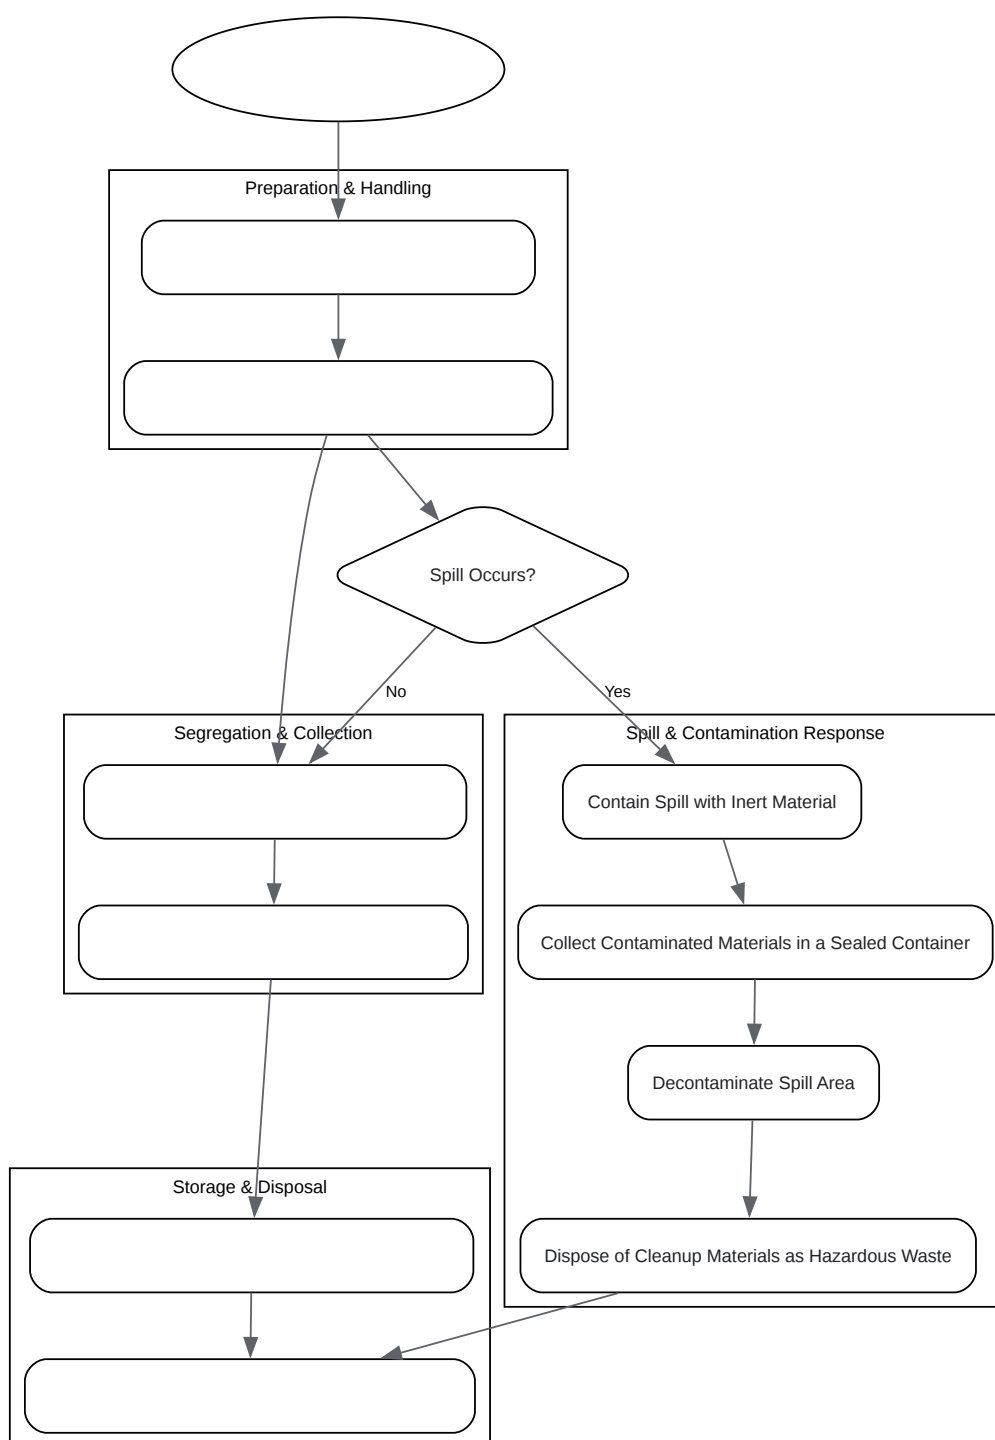 Preparation & Handling
Spill Occurs?
No
Yes
Segregation & Collection
Spill & Contamination Response
Contain Spill with Inert Material
Collect Contaminated Materials in a Sealed Container
Decontaminate Spill Area
Storage & Disposal
Dispose of Cleanup Materials as Hazardous Waste